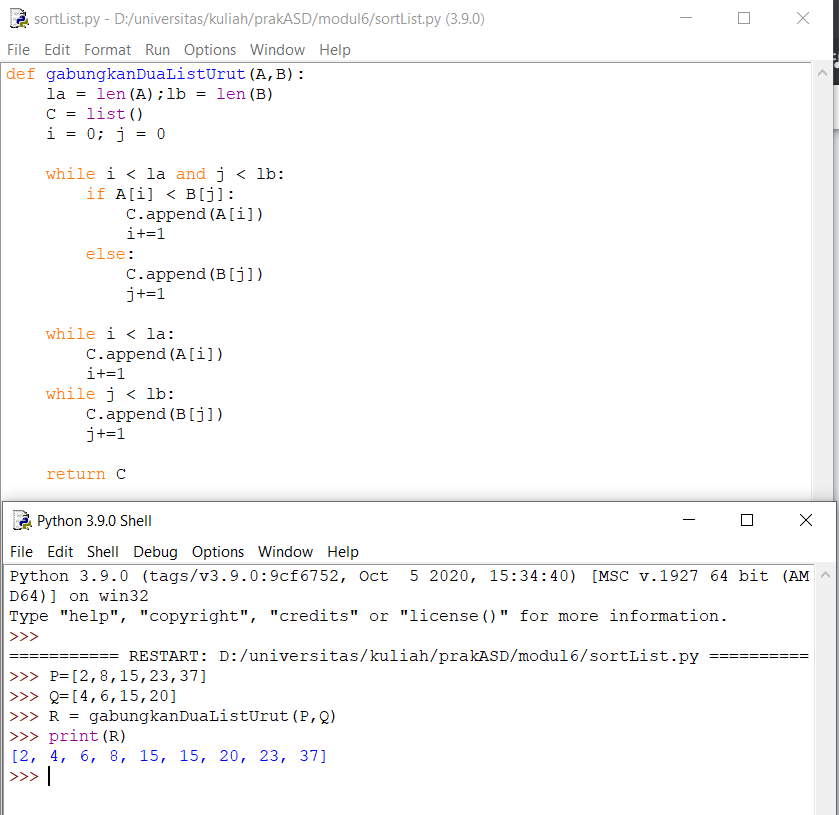 sortList.py - D:/universitas/kuliah/prakASD/modul6/sortList.py (3.9.0)
File Edit Format Run Options Window Help
def gabungkanDuaListUrut(A,B):
    la = len(A);lb = len(B)
    C = list()
    i = 0; j = 0

    while i < la and j < lb:
        if A[i] < B[j]:
            C.append(A[i])
            i+=1
        else:
            C.append(B[j])
            j+=1

    while i < la:
        C.append(A[i])
        i+=1
    while j < lb:
        C.append(B[j])
        j+=1

    return C
Python 3.9.0 Shell
File Edit Shell Debug Options Window Help
Python 3.9.0 (tags/v3.9.0:9cf6752, Oct  5 2020, 15:34:40) [MSC v.1927 64 bit (AM
D64)] on win32
Type "help", "copyright", "credits" or "license()" for more information.
>>>
=========== RESTART: D:/universitas/kuliah/prakASD/modul6/sortList.py ==========
>>> P=[2,8,15,23,37]
>>> Q=[4,6,15,20]
>>> R = gabungkanDuaListUrut(P,Q)
>>> print(R)
[2, 4, 6, 8, 15, 15, 20, 23, 37]
>>>